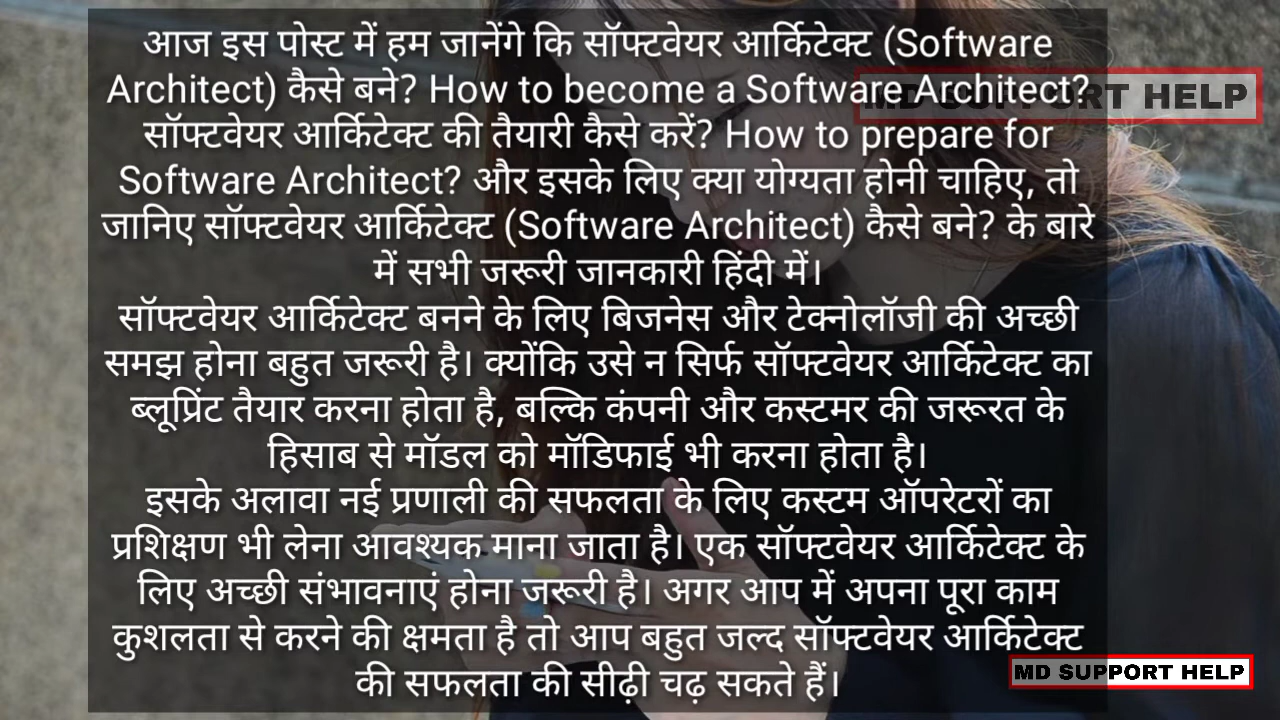 आज इस पोस्ट में हम जानेंगे कि सॉफ्टवेयर आर्किटेक्ट (Software
Architect) कैसे बने? How to become a Software Architect?
सॉफ्टवेयर आर्किटेक्ट की तैयारी कैसे करें? How to prepare for
Software Architect? और इसके लिए क्या योग्यता होनी चाहिए, तो
जानिए सॉफ्टवेयर आर्किटेक्ट (Software Architect) कैसे बने? के बारे
में सभी जरूरी जानकारी हिंदी में।
सॉफ्टवेयर आर्किटेक्ट बनने के लिए बिजनेस और टेक्नोलॉजी की अच्छी
समझ होना बहुत जरूरी है। क्योंकि उसे न सिर्फ सॉफ्टवेयर आर्किटेक्ट का
ब्लूप्रिंट तैयार करना होता है, बल्कि कंपनी और कस्टमर की जरूरत के
हिसाब से मॉडल को मॉडिफाई भी करना होता है।
इसके अलावा नई प्रणाली की सफलता के लिए कस्टम ऑपरेटरों का
प्रशिक्षण भी लेना आवश्यक माना जाता है। एक सॉफ्टवेयर आर्किटेक्ट के
लिए अच्छी संभावनाएं होना जरूरी है। अगर आप में अपना पूरा काम
कुशलता से करने की क्षमता है तो आप बहुत जल्द सॉफ्टवेयर आर्किटेक्ट
की सफलता की सीढ़ी चढ़ सकते हैं।
MD SUPPORT HELP
MD SUPPORT HELP